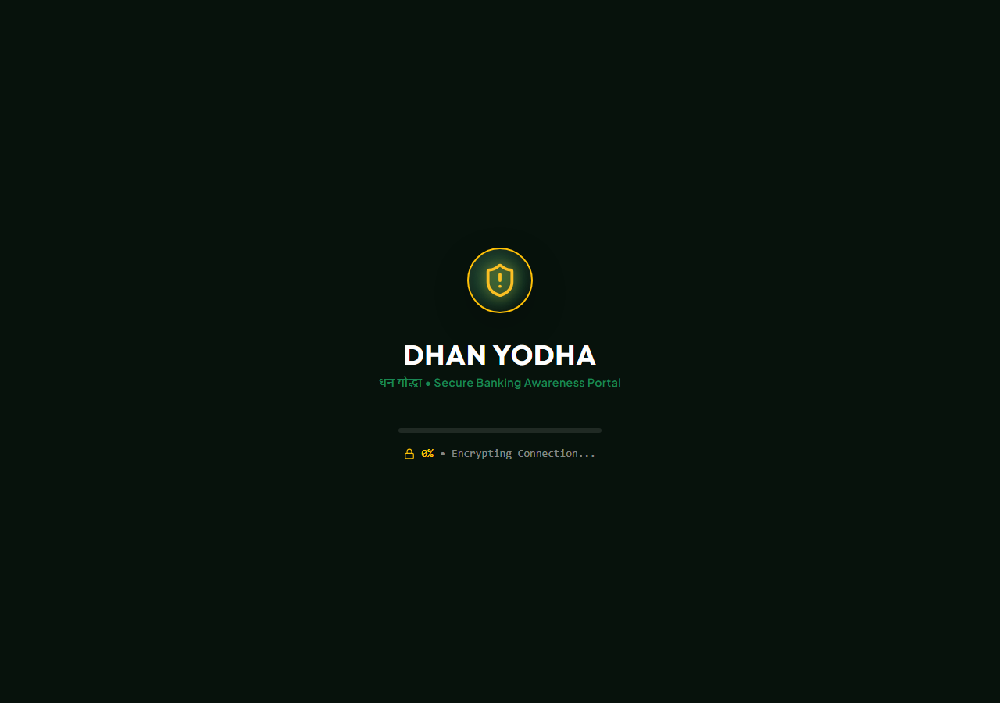 DHAN YODHA
धन योद्धा • Secure Banking Awareness Portal
0% • Encrypting Connection...